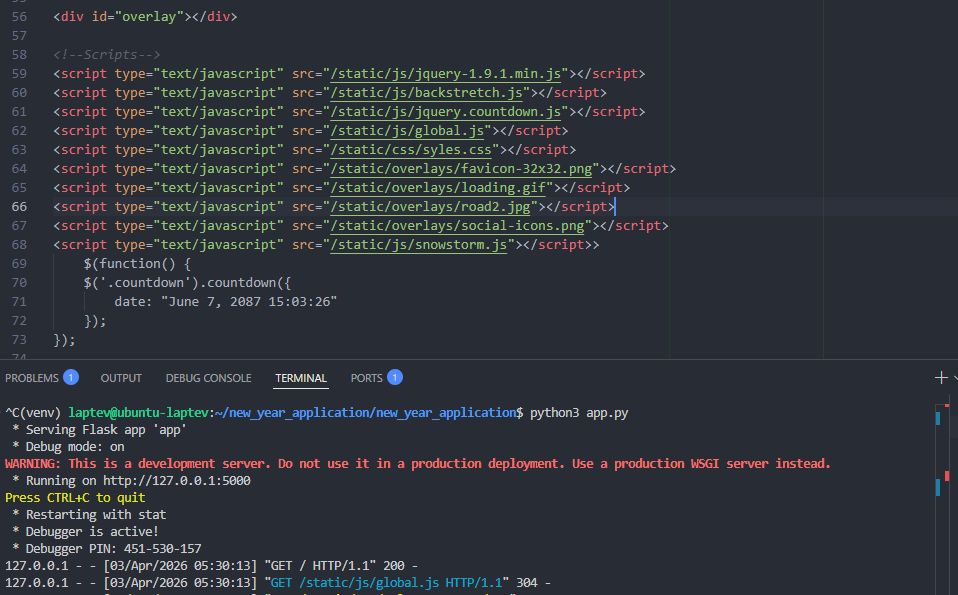 56 <div id="overlay"></div>
57
58 <!--Scripts-->
59 <script type="text/javascript" src="/static/js/jquery-1.9.1.min.js"></script>
60 <script type="text/javascript" src="/static/js/backstretch.js"></script>
61 <script type="text/javascript" src="/static/js/jquery.countdown.js"></script>
62 <script type="text/javascript" src="/static/js/global.js"></script>
63 <script type="text/javascript" src="/static/css/syles.css"></script>
64 <script type="text/javascript" src="/static/overlays/favicon-32x32.png"></script>
65 <script type="text/javascript" src="/static/overlays/loading.gif"></script>
66 <script type="text/javascript" src="/static/overlays/road2.jpg"></script>
67 <script type="text/javascript" src="/static/overlays/social-icons.png"></script>
68 <script type="text/javascript" src="/static/js/snowstorm.js"></script>>
69 $(function() {
70 $('.countdown').countdown({
71 date: "June 7, 2087 15:03:26"
72 });
73 });
74
PROBLEMS 1 OUTPUT DEBUG CONSOLE TERMINAL PORTS 1
^C(venv) laptev@ubuntu-laptev:~/new_year_application/new_year_application$ python3 app.py
* Serving Flask app 'app'
* Debug mode: on
WARNING: This is a development server. Do not use it in a production deployment. Use a production WSGI server instead.
* Running on http://127.0.0.1:5000
Press CTRL+C to quit
* Restarting with stat
* Debugger is active!
* Debugger PIN: 451-530-157
127.0.0.1 - - [03/Apr/2026 05:30:13] "GET / HTTP/1.1" 200 -
127.0.0.1 - - [03/Apr/2026 05:30:13] "GET /static/js/global.js HTTP/1.1" 304 -